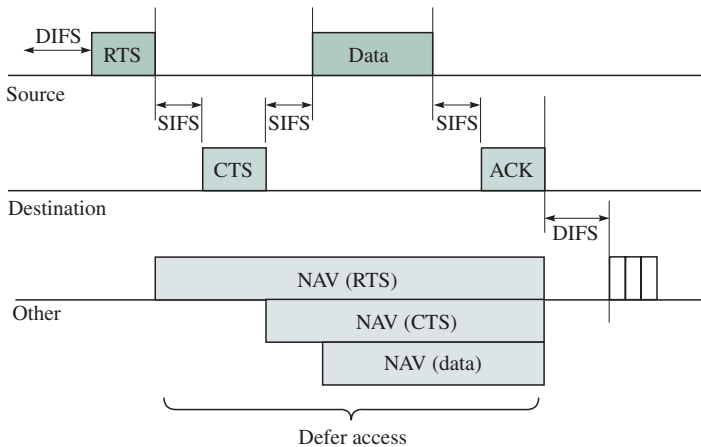 DIFS
RTS
Data
Source
SIFS
SIFS
SIFS
CTS
ACK
Destination
DIFS
NAV (RTS)
Other
NAV (CTS)
NAV (data)
Defer access